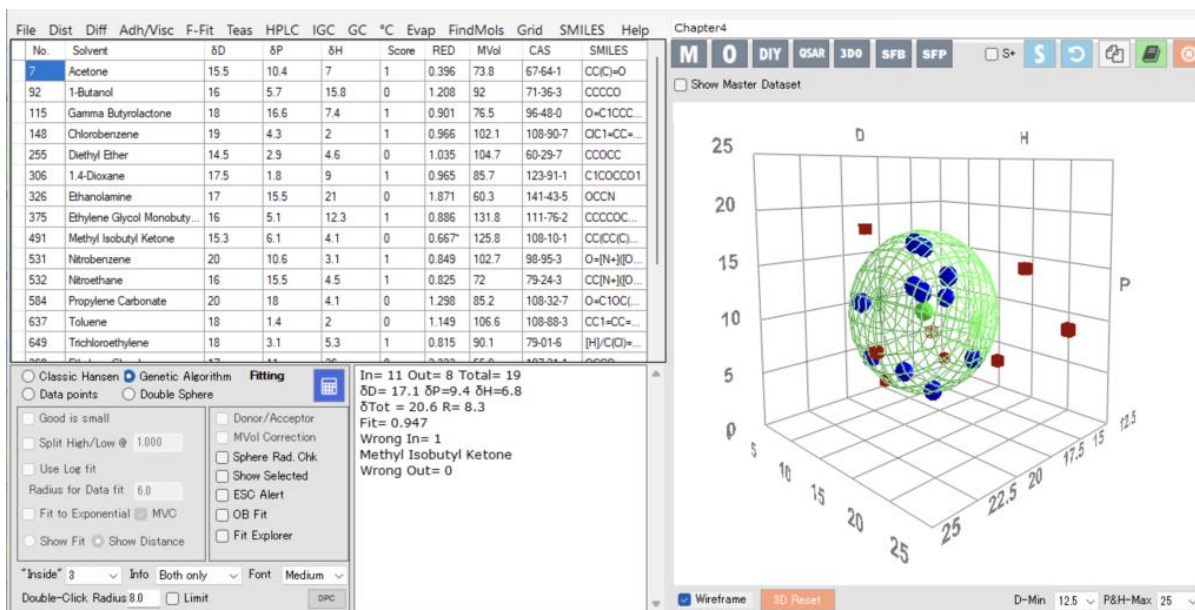 File Dist Diff Adh/Visc F-Fit Teas HPLC IGC GC °C Evap FindMols Grid SMILES Help
No. Solvent δD δP δH Score RED MVol CAS SMILES
7 Acetone 15.5 10.4 7 1 0.396 73.8 67-64-1 CC(C)=O
92 1-Butanol 16 5.7 15.8 0 1.208 92 71-36-3 CCCCO
115 Gamma Butyrolactone 18 16.6 7.4 1 0.901 76.5 96-48-0 O=C1CCC...
148 Chlorobenzene 19 4.3 2 1 0.966 102.1 108-90-7 ClC1=CC=...
255 Diethyl Ether 14.5 2.9 4.6 0 1.035 104.7 60-29-7 CCOCC
306 1.4-Dioxane 17.5 1.8 9 1 0.965 85.7 123-91-1 C1COCCO1
326 Ethanolamine 17 15.5 21 0 1.871 60.3 141-43-5 OCCN
375 Ethylene Glycol Monobuty... 16 5.1 12.3 1 0.886 131.8 111-76-2 CCCCOC...
491 Methyl Isobutyl Ketone 15.3 6.1 4.1 0 0.667* 125.8 108-10-1 CC(CC(C)...
531 Nitrobenzene 20 10.6 3.1 1 0.849 102.7 98-95-3 O=[N+]([O...
532 Nitroethane 16 15.5 4.5 1 0.825 72 79-24-3 CC[N+]([O...
584 Propylene Carbonate 20 18 4.1 0 1.298 85.2 108-32-7 O=C1OC(...
637 Toluene 18 1.4 2 0 1.149 106.6 108-88-3 CC1=CC=...
649 Trichloroethylene 18 3.1 5.3 1 0.815 90.1 79-01-6 [H]/C(Cl)=...
Classic Hansen Genetic Algorithm Fitting
Data points Double Sphere
Good is small
Split High/Low @ 1.000
Use Log fit
Radius for Data fit 6.0
Fit to Exponential MVC
Show Fit Show Distance
Donor/Acceptor
MVol Correction
Sphere Rad. Chk
Show Selected
ESC Alert
OB Fit
Fit Explorer
"Inside" 3 Info Both only Font Medium
Double-Click Radius 8.0 Limit DPC
In= 11 Out= 8 Total= 19
δD= 17.1 δP=9.4 δH=6.8
δTot = 20.6 R= 8.3
Fit= 0.947
Wrong In= 1
Methyl Isobutyl Ketone
Wrong Out= 0
Chapter4
M O DIY QSAR 3DO SFB SFP S+ S
Show Master Dataset
D H
25
20
15
10
5
0
P
5
10
15
20
25
25
22.5
20
17.5
15
12.5
Wireframe 3D Reset D-Min 12.5 P&H-Max 25